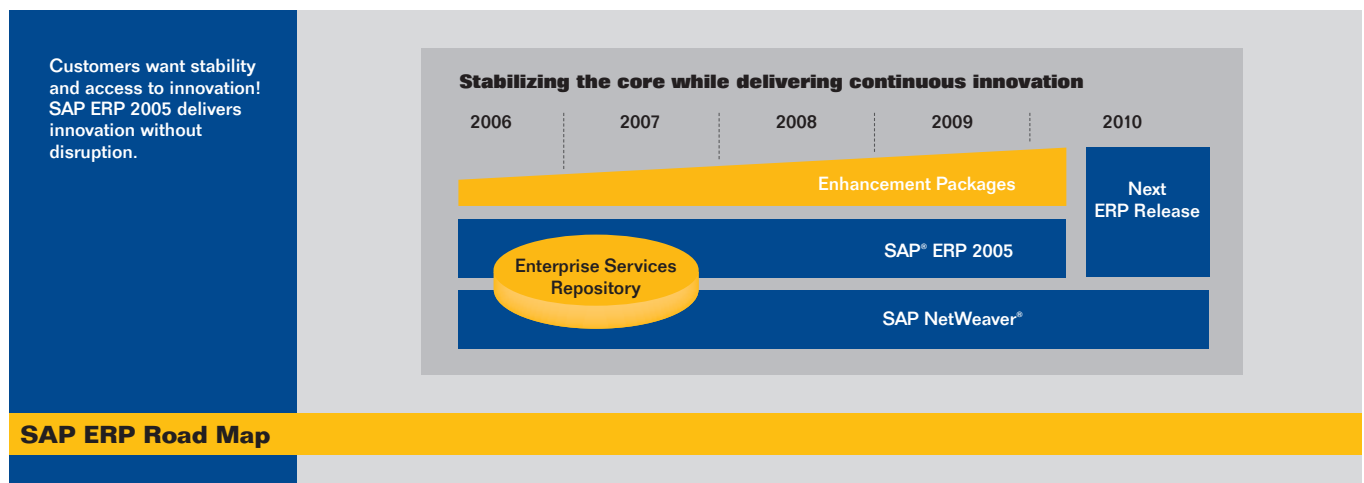 Customers want stability
and access to innovation!
SAP ERP 2005 delivers
innovation without
disruption.
Stabilizing the core while delivering continuous innovation
2006 2007 2008 2009 2010
Enhancement Packages
Next
ERP Release
SAP® ERP 2005
Enterprise Services
Repository
SAP NetWeaver®
SAP ERP Road Map